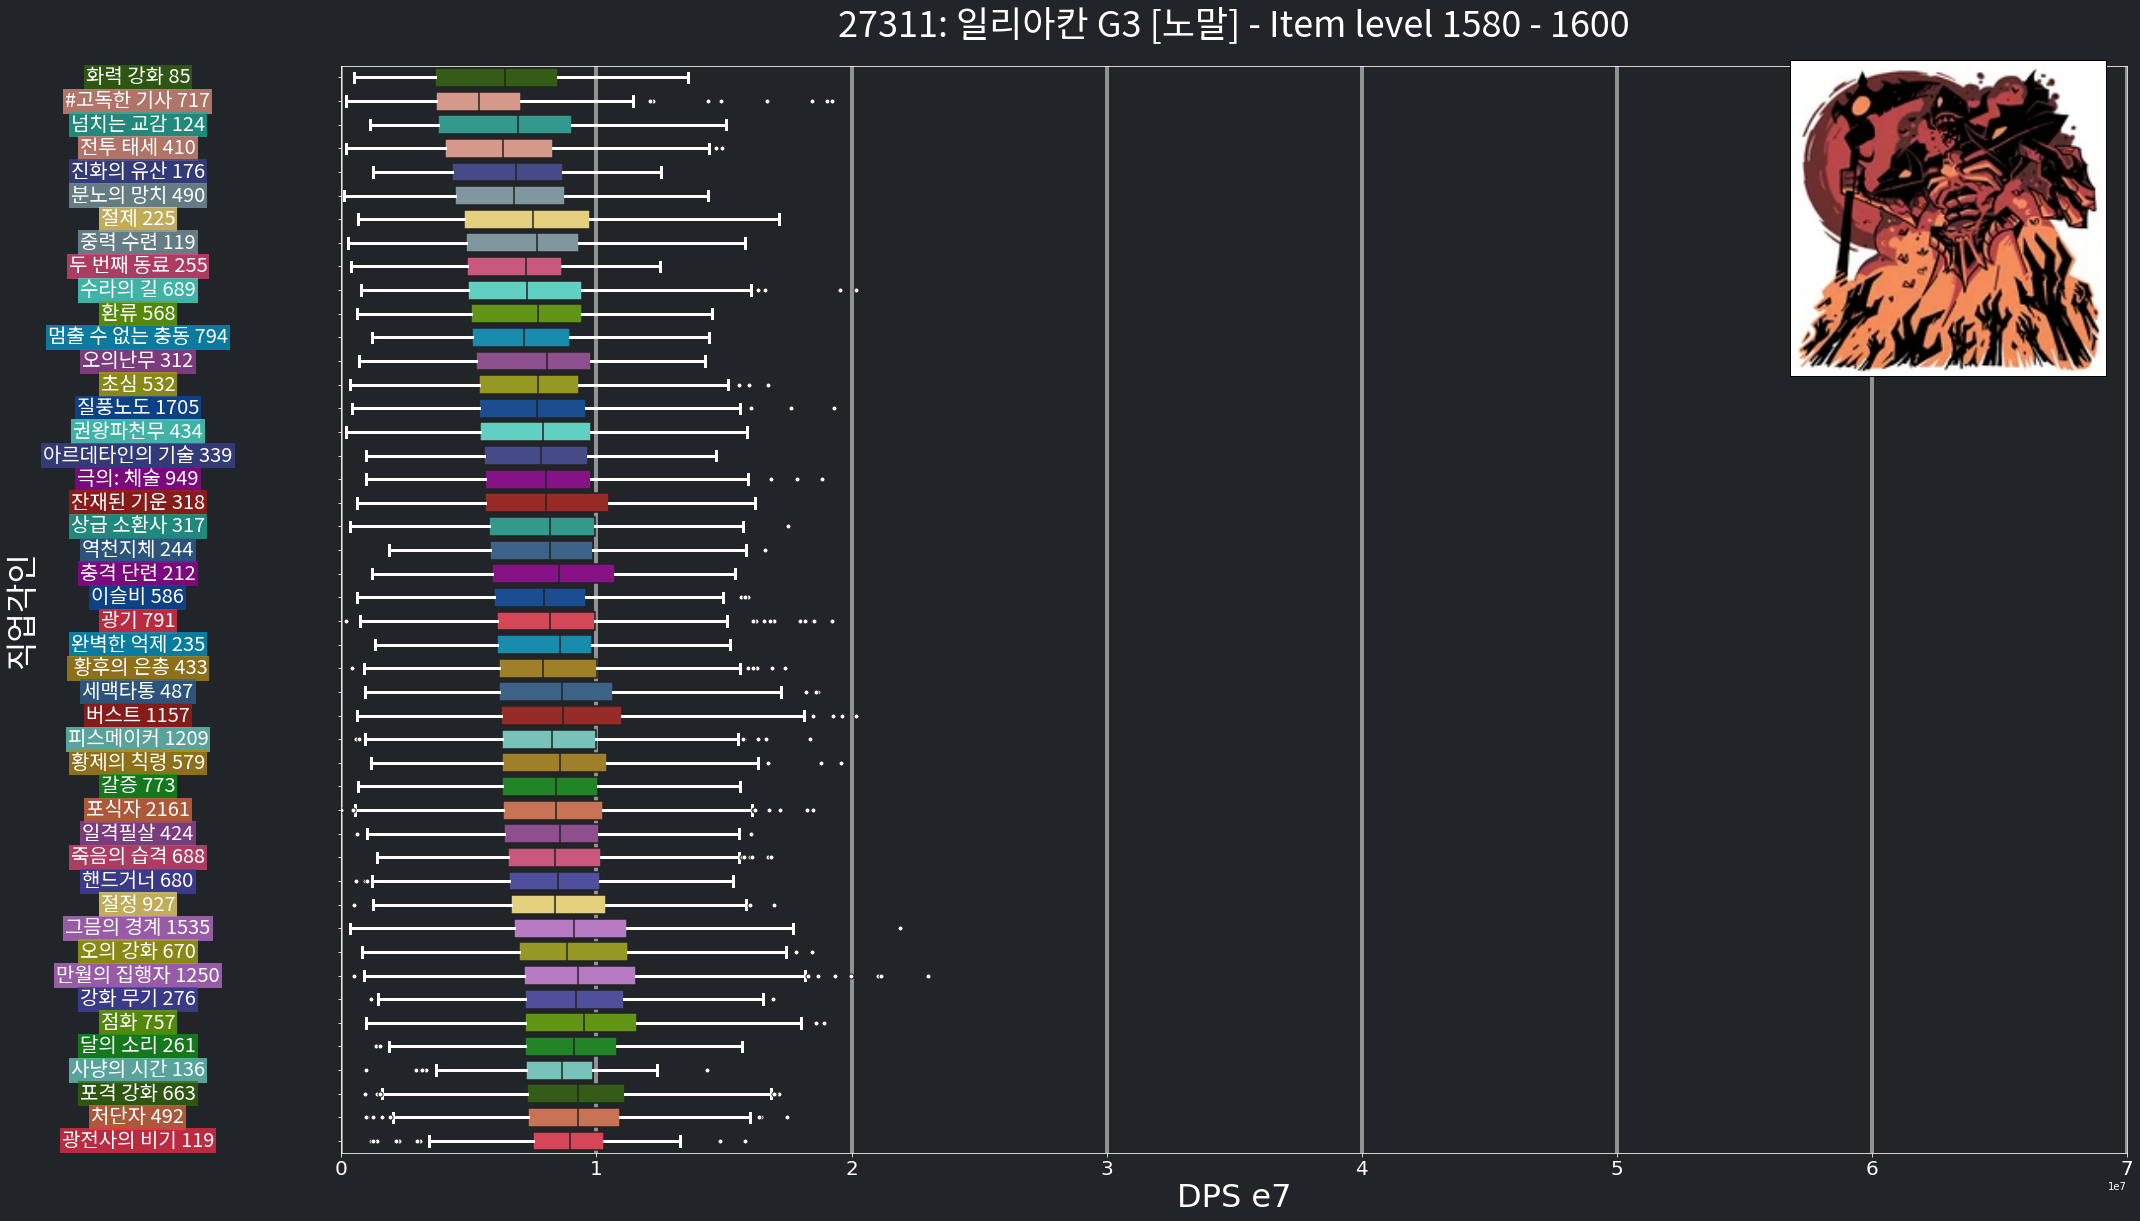 27311: 일리아칸 G3 [노말] - Item level 1580 - 1600
직업각인
화력 강화 85
#고독한 기사 717
넘치는 교감 124
전투 태세 410
진화의 유산 176
분노의 망치 490
절제 225
중력 수련 119
두 번째 동료 255
수라의 길 689
환류 568
멈출 수 없는 충동 794
오의난무 312
초심 532
질풍노도 1705
권왕파천무 434
아르데타인의 기술 339
극의: 체술 949
잔재된 기운 318
상급 소환사 317
역천지체 244
충격 단련 212
이슬비 586
광기 791
완벽한 억제 235
황후의 은총 433
세맥타통 487
버스트 1157
피스메이커 1209
황제의 칙령 579
갈증 773
포식자 2161
일격필살 424
죽음의 습격 688
핸드거너 680
절정 927
그믐의 경계 1535
오의 강화 670
만월의 집행자 1250
강화 무기 276
점화 757
달의 소리 261
사냥의 시간 136
포격 강화 663
처단자 492
광전사의 비기 119
0 1 2 3 4 5 6 7
1e7
DPS e7